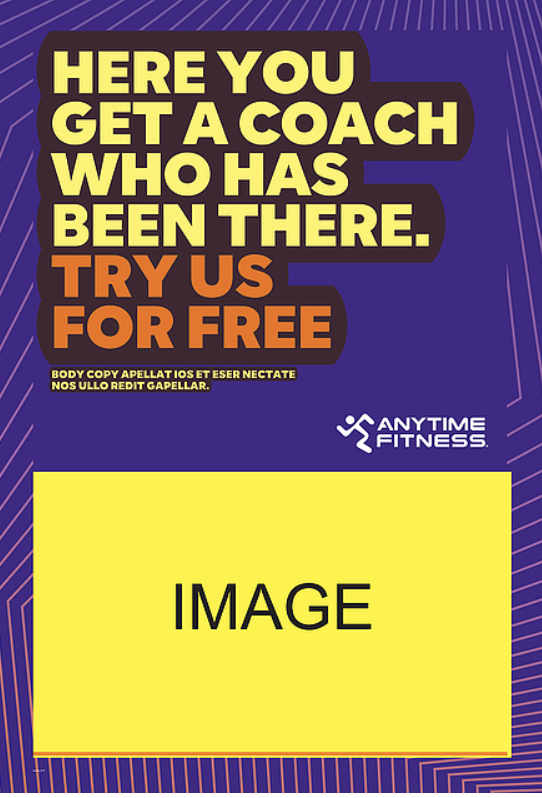 HERE YOU
GET A COACH
WHO HAS
BEEN THERE.
TRY US
FOR FREE
BODY COPY APELLAT IOS ET ESER NECTATE
NOS ULLO REDIT GAPELLAR.
ANYTIME
FITNESS.
IMAGE